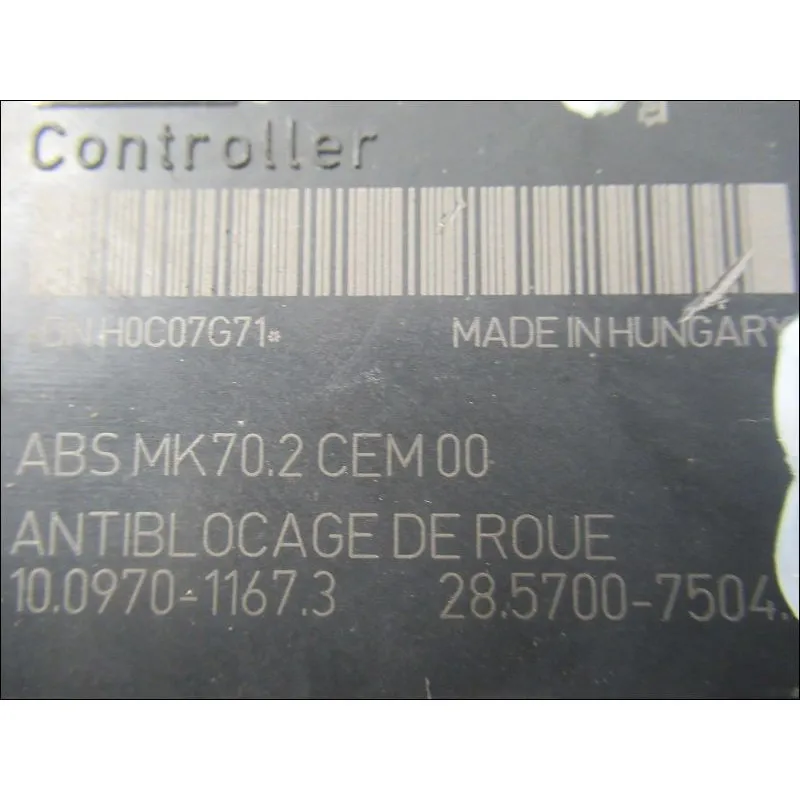 Controller
H0C07G71* MADE IN HUNGARY
ABS MK70.2 CEM 00
ANTIBLOCAGE DE ROUE
10.0970-1167.3 28.5700-7504.